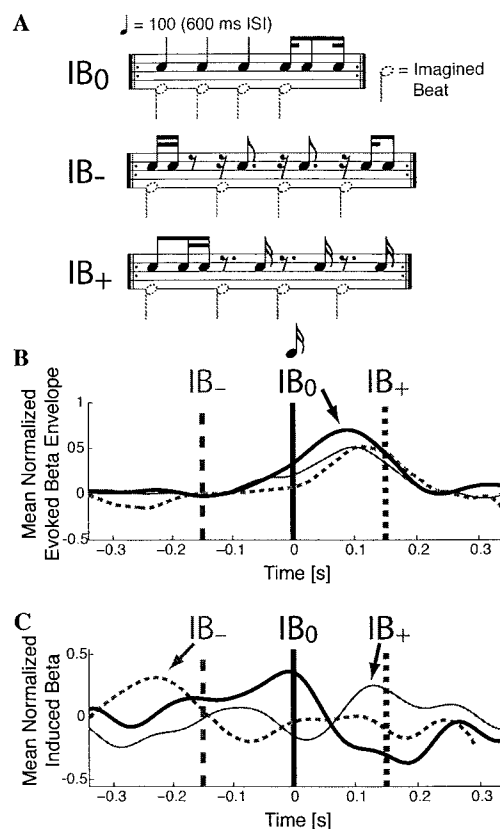 A
♩ = 100 (600 ms ISI)
IB0
= Imagined Beat
IB-
IB+
B
IB-
IB0
IB+
Mean Normalized
Evoked Beta Envelope
1
05
0
-0.5
−0.3
−0.2
−0.1
0
0.1
0.2
0.3
Time [s]
C
IB-
IB0
IB+
Mean Normalized
Induced Beta
0.5
0
-0.5
−0.3
−0.2
−0.1
0
0.1
0.2
0.3
Time [s]